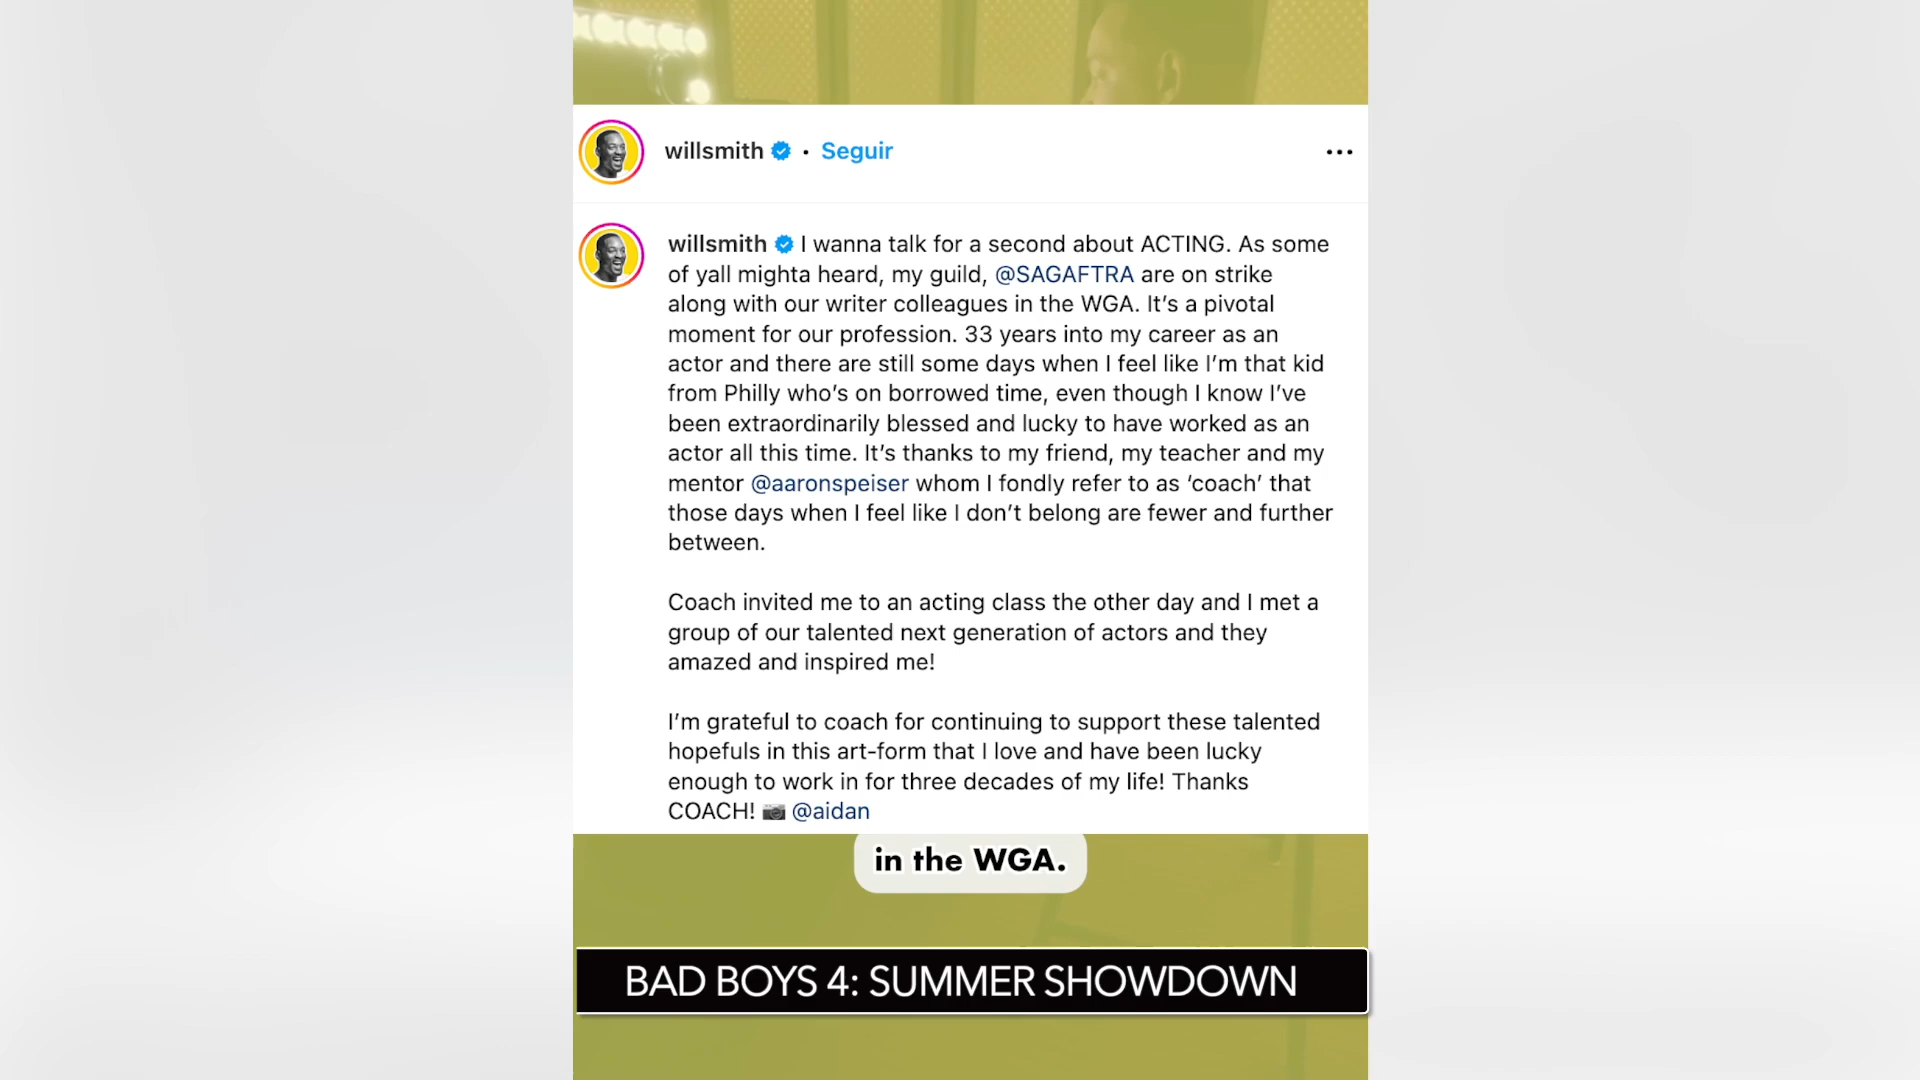 willsmith • Seguir
willsmith I wanna talk for a second about ACTING. As some
of yall mighta heard, my guild, @SAGAFTRA are on strike
along with our writer colleagues in the WGA. It’s a pivotal
moment for our profession. 33 years into my career as an
actor and there are still some days when I feel like I’m that kid
from Philly who’s on borrowed time, even though I know I’ve
been extraordinarily blessed and lucky to have worked as an
actor all this time. It’s thanks to my friend, my teacher and my
mentor @aaronspeiser whom I fondly refer to as ‘coach’ that
those days when I feel like I don’t belong are fewer and further
between.
Coach invited me to an acting class the other day and I met a
group of our talented next generation of actors and they
amazed and inspired me!
I’m grateful to coach for continuing to support these talented
hopefuls in this art-form that I love and have been lucky
enough to work in for three decades of my life! Thanks
COACH! 📷 @aidan
in the WGA.
BAD BOYS 4: SUMMER SHOWDOWN